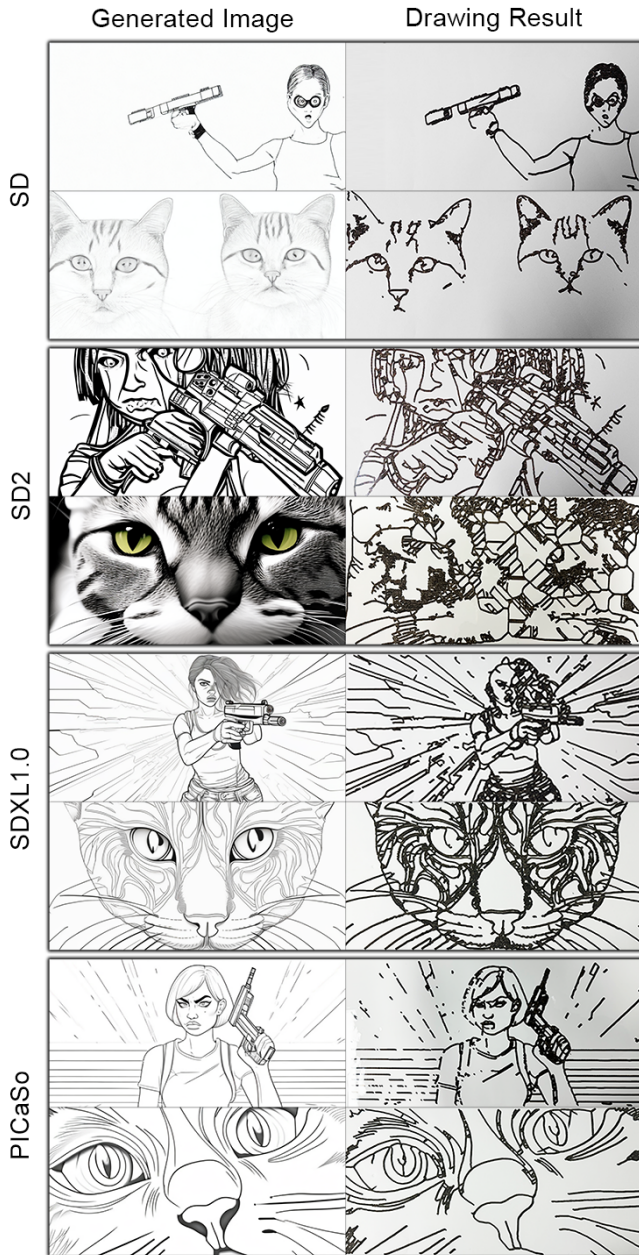 Generated Image
Drawing Result
SD
SD2
SDXL1.0
PICaSo